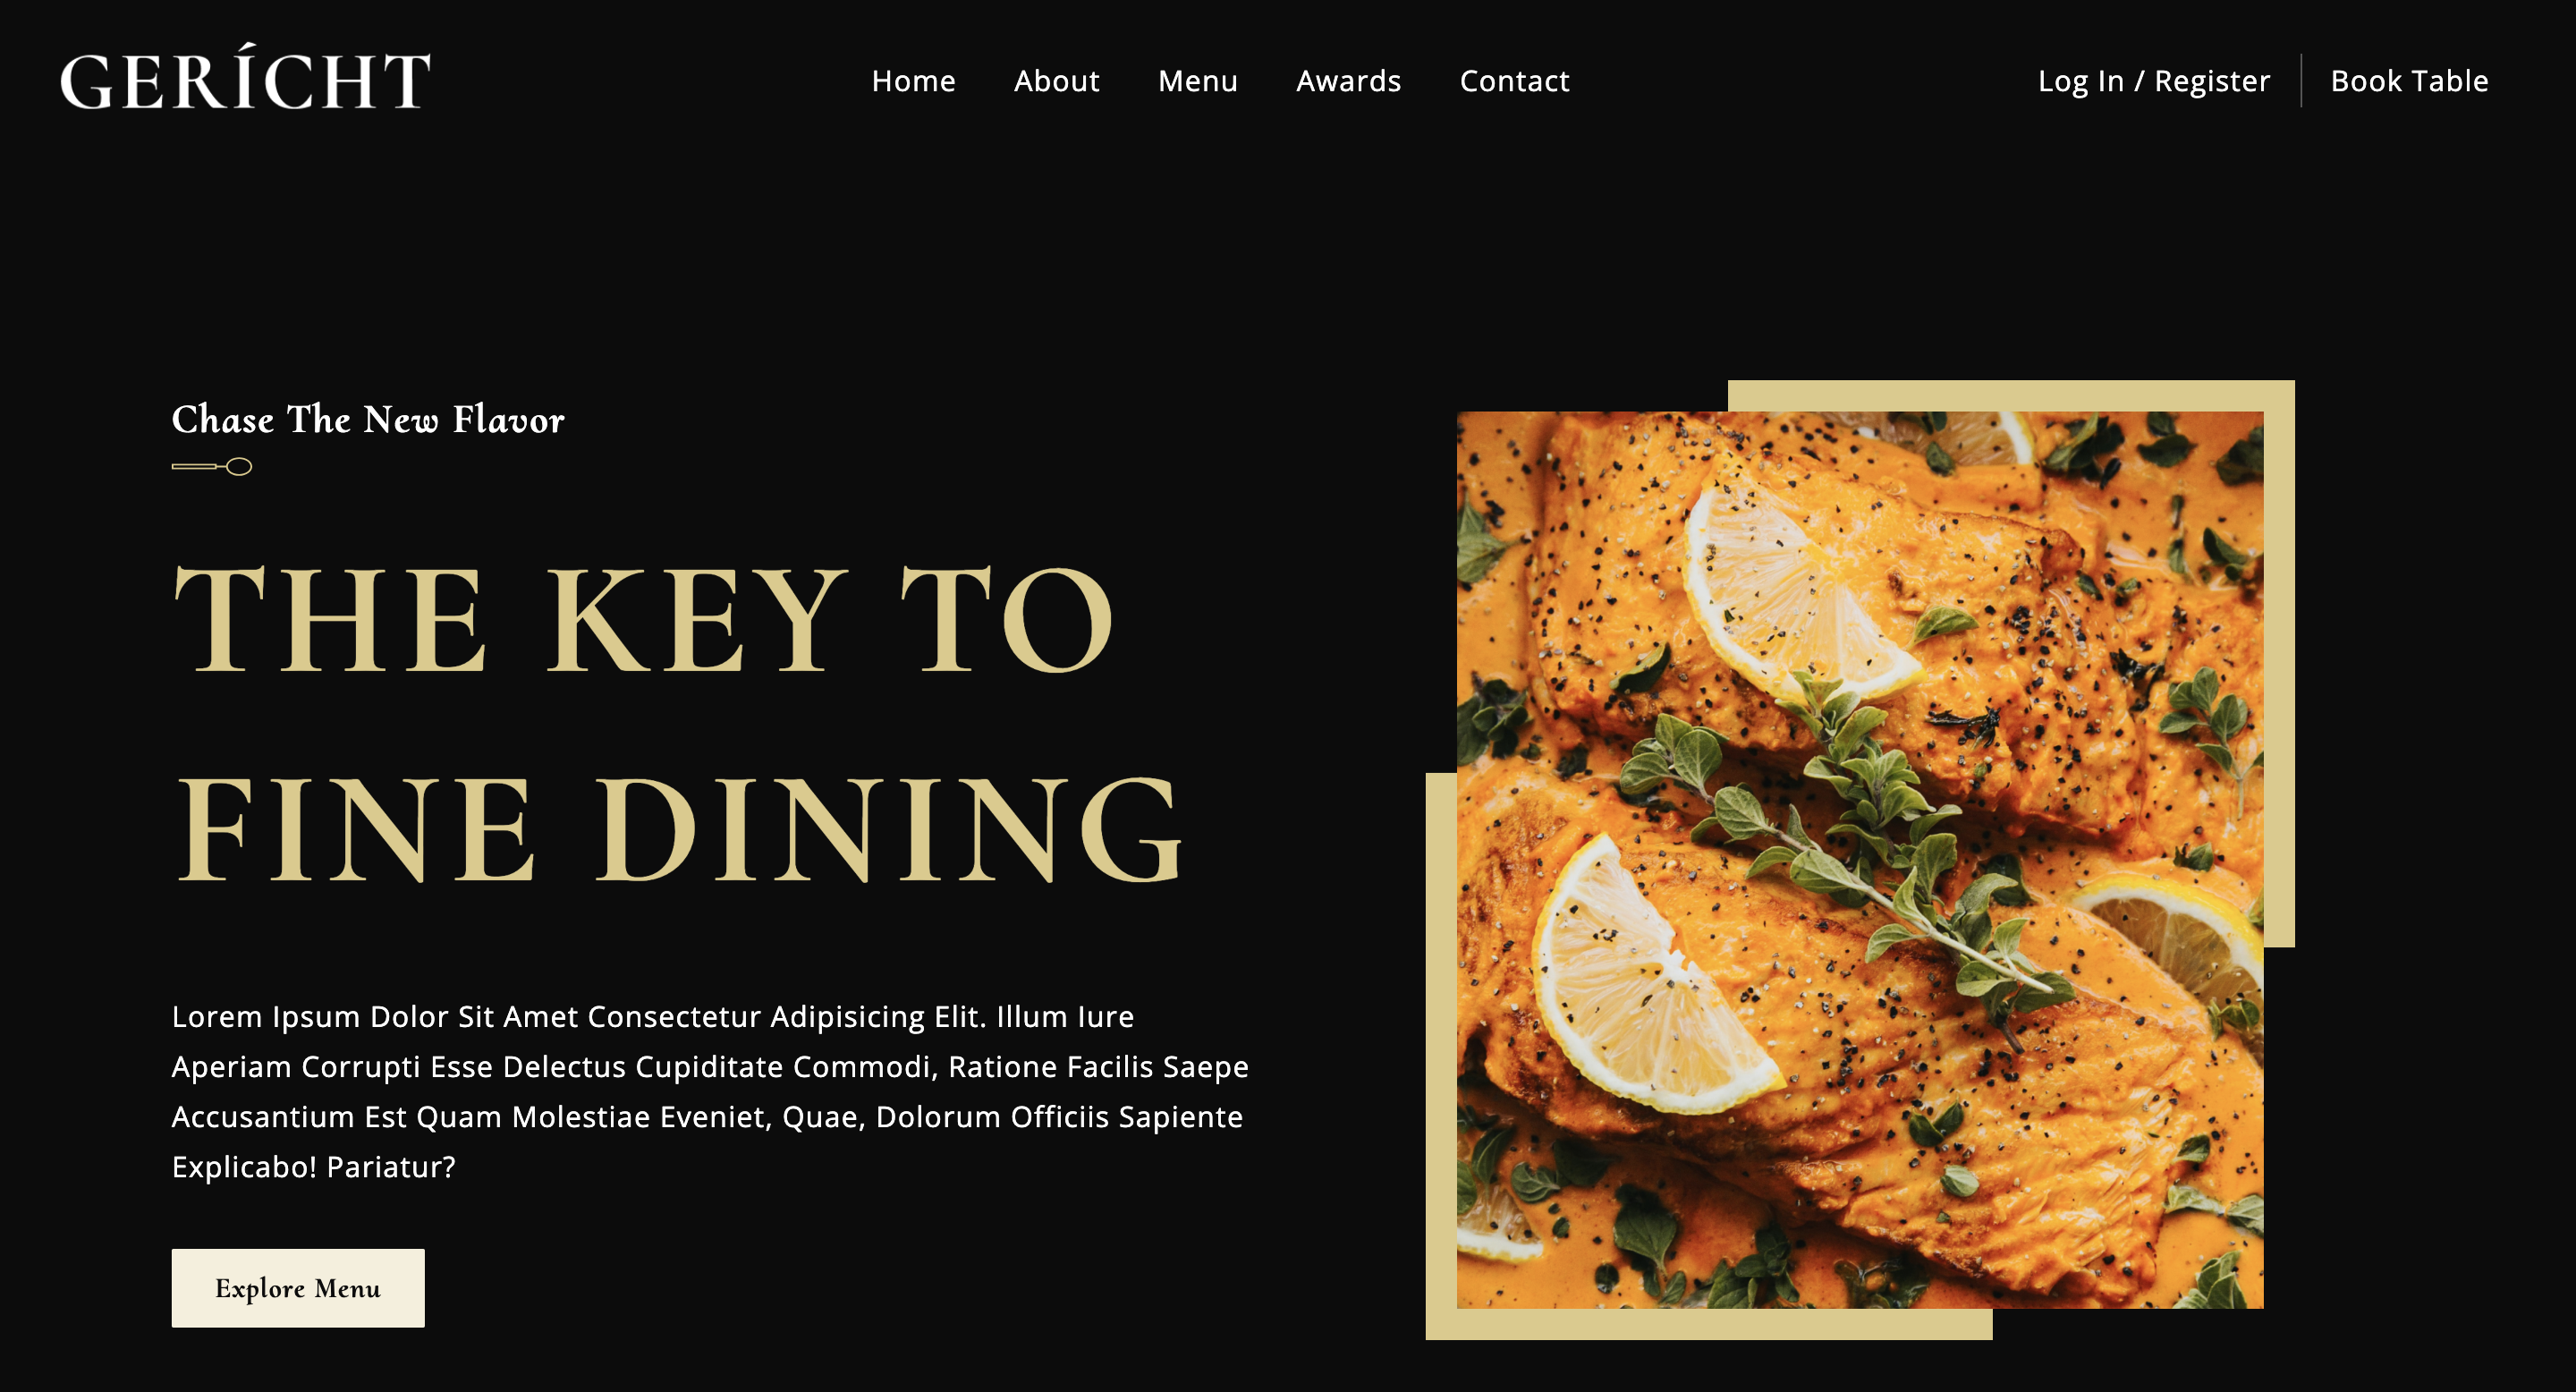 GERÍCHT
Home About Menu Awards Contact
Log In / Register Book Table
Chase The New Flavor
THE KEY TO
FINE DINING
Lorem Ipsum Dolor Sit Amet Consectetur Adipisicing Elit. Illum Iure
Aperiam Corrupti Esse Delectus Cupiditate Commodi, Ratione Facilis Saepe
Accusantium Est Quam Molestiae Eveniet, Quae, Dolorum Officiis Sapiente
Explicabo! Pariatur?
Explore Menu